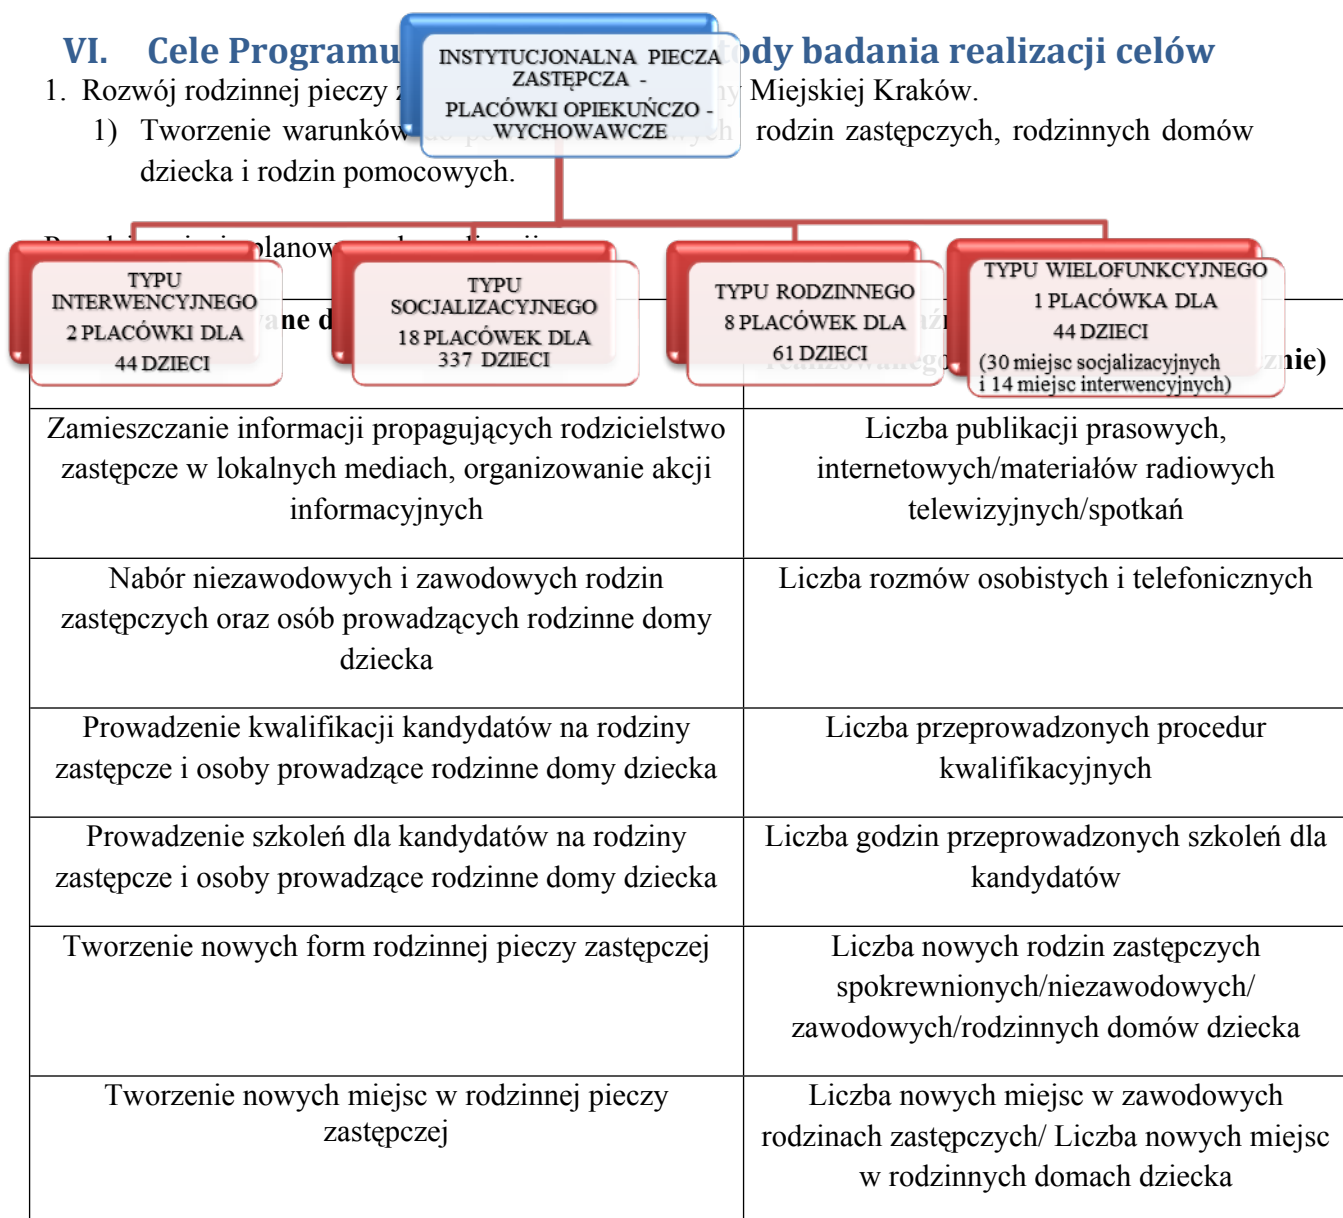 VI. Cele Programu tody badania realizacji celów
INSTYTUCJONALNA PIECZA
ZASTĘPCZA -
PLACÓWKI OPIEKUŃCZO -
WYCHOWAWCZE
1. Rozwój rodzinnej pieczy Miejskiej Kraków.
1) Tworzenie warunków rodzin zastępczych, rodzinnych domów
dziecka i rodzin pomocowych.
TYPU
INTERWENCYJNEGO
2 PLACÓWKI DLA
44 DZIECI
TYPU
SOCJALIZACYJNEGO
18 PLACÓWEK DLA
337 DZIECI
TYPU RODZINNEGO
8 PLACÓWEK DLA
61 DZIECI
TYPU WIELOFUNKCYJNEGO
1 PLACÓWKA DLA
44 DZIECI
(30 miejsc socjalizacyjnych
i 14 miejsc interwencyjnych)
Zamieszczanie informacji propagujących rodzicielstwo
zastępcze w lokalnych mediach, organizowanie akcji
informacyjnych
Liczba publikacji prasowych,
internetowych/materiałów radiowych
telewizyjnych/spotkań
Nabór niezawodowych i zawodowych rodzin
zastępczych oraz osób prowadzących rodzinne domy
dziecka
Liczba rozmów osobistych i telefonicznych
Prowadzenie kwalifikacji kandydatów na rodziny
zastępcze i osoby prowadzące rodzinne domy dziecka
Liczba przeprowadzonych procedur
kwalifikacyjnych
Prowadzenie szkoleń dla kandydatów na rodziny
zastępcze i osoby prowadzące rodzinne domy dziecka
Liczba godzin przeprowadzonych szkoleń dla
kandydatów
Tworzenie nowych form rodzinnej pieczy zastępczej
Liczba nowych rodzin zastępczych
spokrewnionych/niezawodowych/
zawodowych/rodzinnych domów dziecka
Tworzenie nowych miejsc w rodzinnej pieczy
zastępczej
Liczba nowych miejsc w zawodowych
rodzinach zastępczych/ Liczba nowych miejsc
w rodzinnych domach dziecka